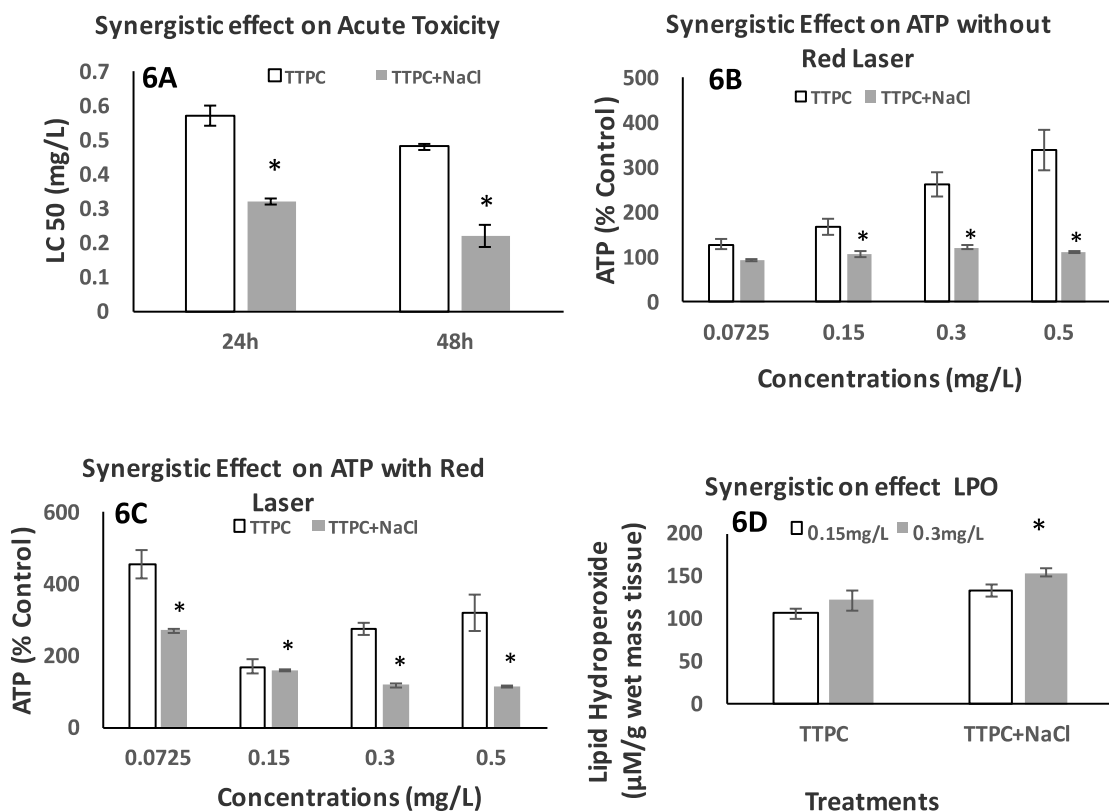 Synergistic effect on Acute Toxicity
6A
TTPC
TTPC+NaCl
LC 50 (mg/L)
0.7
0.6
0.5
0.4
0.3
0.2
0.1
0
*
*
24h
48h
Synergistic Effect on ATP without
Red Laser
6B
TTPC
TTPC+NaCl
ATP (% Control)
500
400
300
200
100
0
*
*
*
0.0725
0.15
0.3
0.5
Concentrations (mg/L)
Synergistic Effect on ATP with Red
Laser
6C
TTPC
TTPC+NaCl
ATP (% Control)
600
400
200
0
*
*
*
*
0.0725
0.15
0.3
0.5
Concentrations (mg/L)
Synergistic on effect LPO
6D
0.15mg/L
0.3mg/L
Lipid Hydroperoxide
(µM/g wet mass tissue)
200
150
100
50
0
*
TTPC
TTPC+NaCl
Treatments